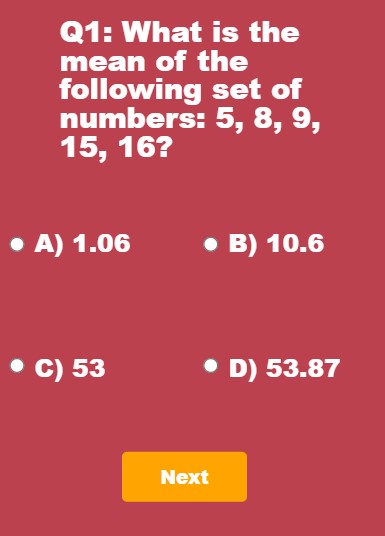 Q1: What is the
mean of the
following set of
numbers: 5, 8, 9,
15, 16?
A) 1.06
B) 10.6
C) 53
D) 53.87
Next